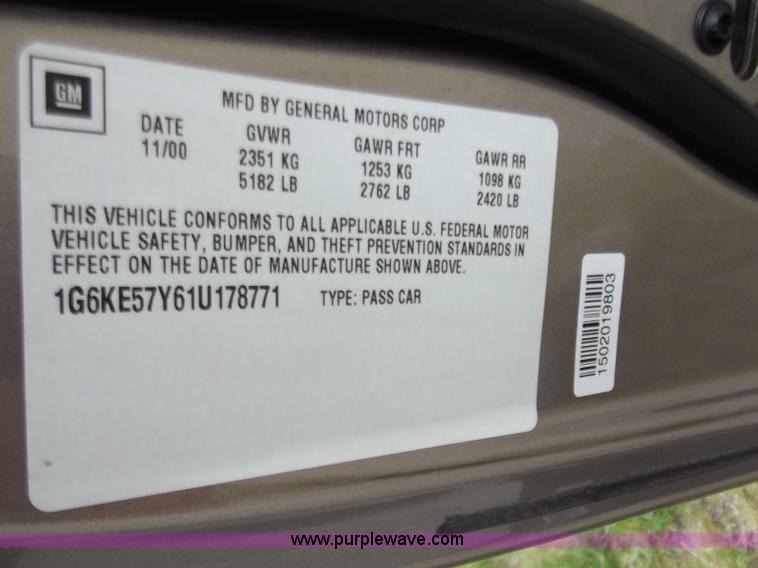 GM
MFD BY GENERAL MOTORS CORP
DATE GVWR GAWR FRT GAWR RR
11/00 2351 KG 1253 KG 1098 KG
5182 LB 2762 LB 2420 LB
THIS VEHICLE CONFORMS TO ALL APPLICABLE U.S. FEDERAL MOTOR
VEHICLE SAFETY, BUMPER, AND THEFT PREVENTION STANDARDS IN
EFFECT ON THE DATE OF MANUFACTURE SHOWN ABOVE.
1G6KE57Y61U178771 TYPE: PASS CAR
1502019803
www.purplewave.com